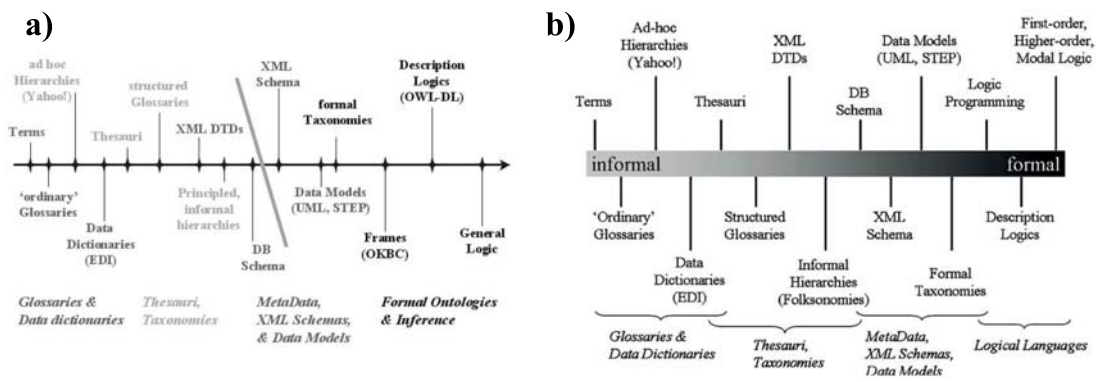 a)
ad hoc
Hierarchies
(Yahoo!)
structured
Glossaries
XML
Schema
Description
Logics
(OWL-DL)
formal
Taxonomies
Terms
Thesauri
XML DTDs
'ordinary'
Glossaries
Data
Dictionaries
(EDI)
Principled,
informal
hierarchies
DB
Schema
Data Models
(UML, STEP)
Frames
(OKBC)
General
Logic
Glossaries &
Data dictionaries
Thesauri,
Taxonomies
MetaData,
XML Schemas,
& Data Models
Formal Ontologies
& Inference
b)
Ad-hoc
Hierarchies
(Yahoo!)
XML
DTDs
Data Models
(UML, STEP)
First-order,
Higher-order,
Modal Logic
Terms
Thesauri
DB
Schema
Logic
Programming
informal
formal
'Ordinary'
Glossaries
Structured
Glossaries
XML
Schema
Description
Logics
Data
Dictionaries
(EDI)
Informal
Hierarchies
(Folksonomies)
Formal
Taxonomies
Glossaries &
Data Dictionaries
Thesauri,
Taxonomies
MetaData,
XML Schemas,
Data Models
Logical Languages